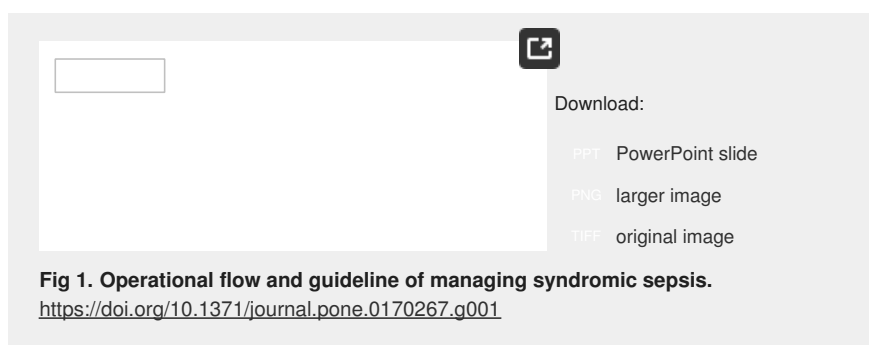 Download:
PPT PowerPoint slide
PNG larger image
TIFF original image
Fig 1. Operational flow and guideline of managing syndromic sepsis.
https://doi.org/10.1371/journal.pone.0170267.g001